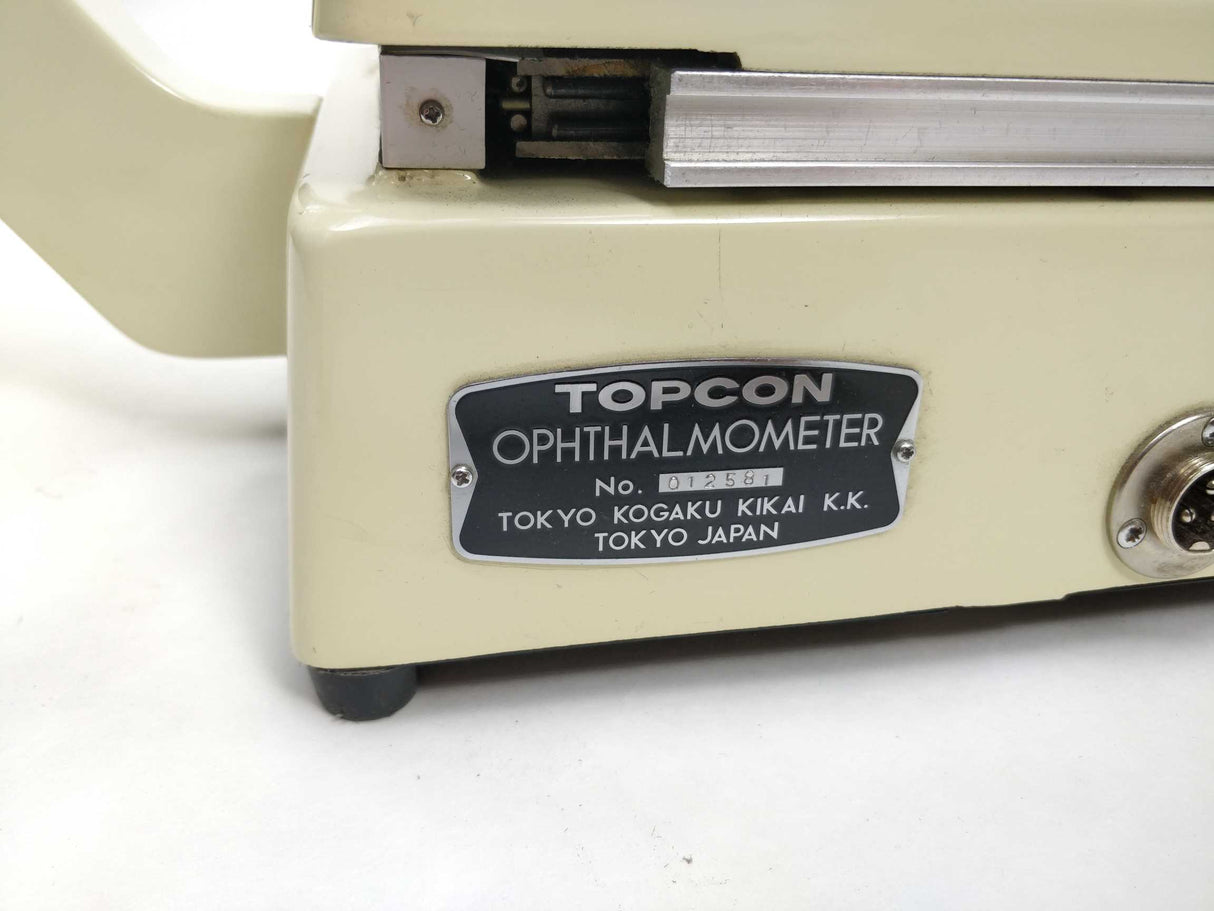 TOPCON
OPHTHALMOMETER
No. 012581
TOKYO KOGAKU KIKAI K.K.
TOKYO JAPAN